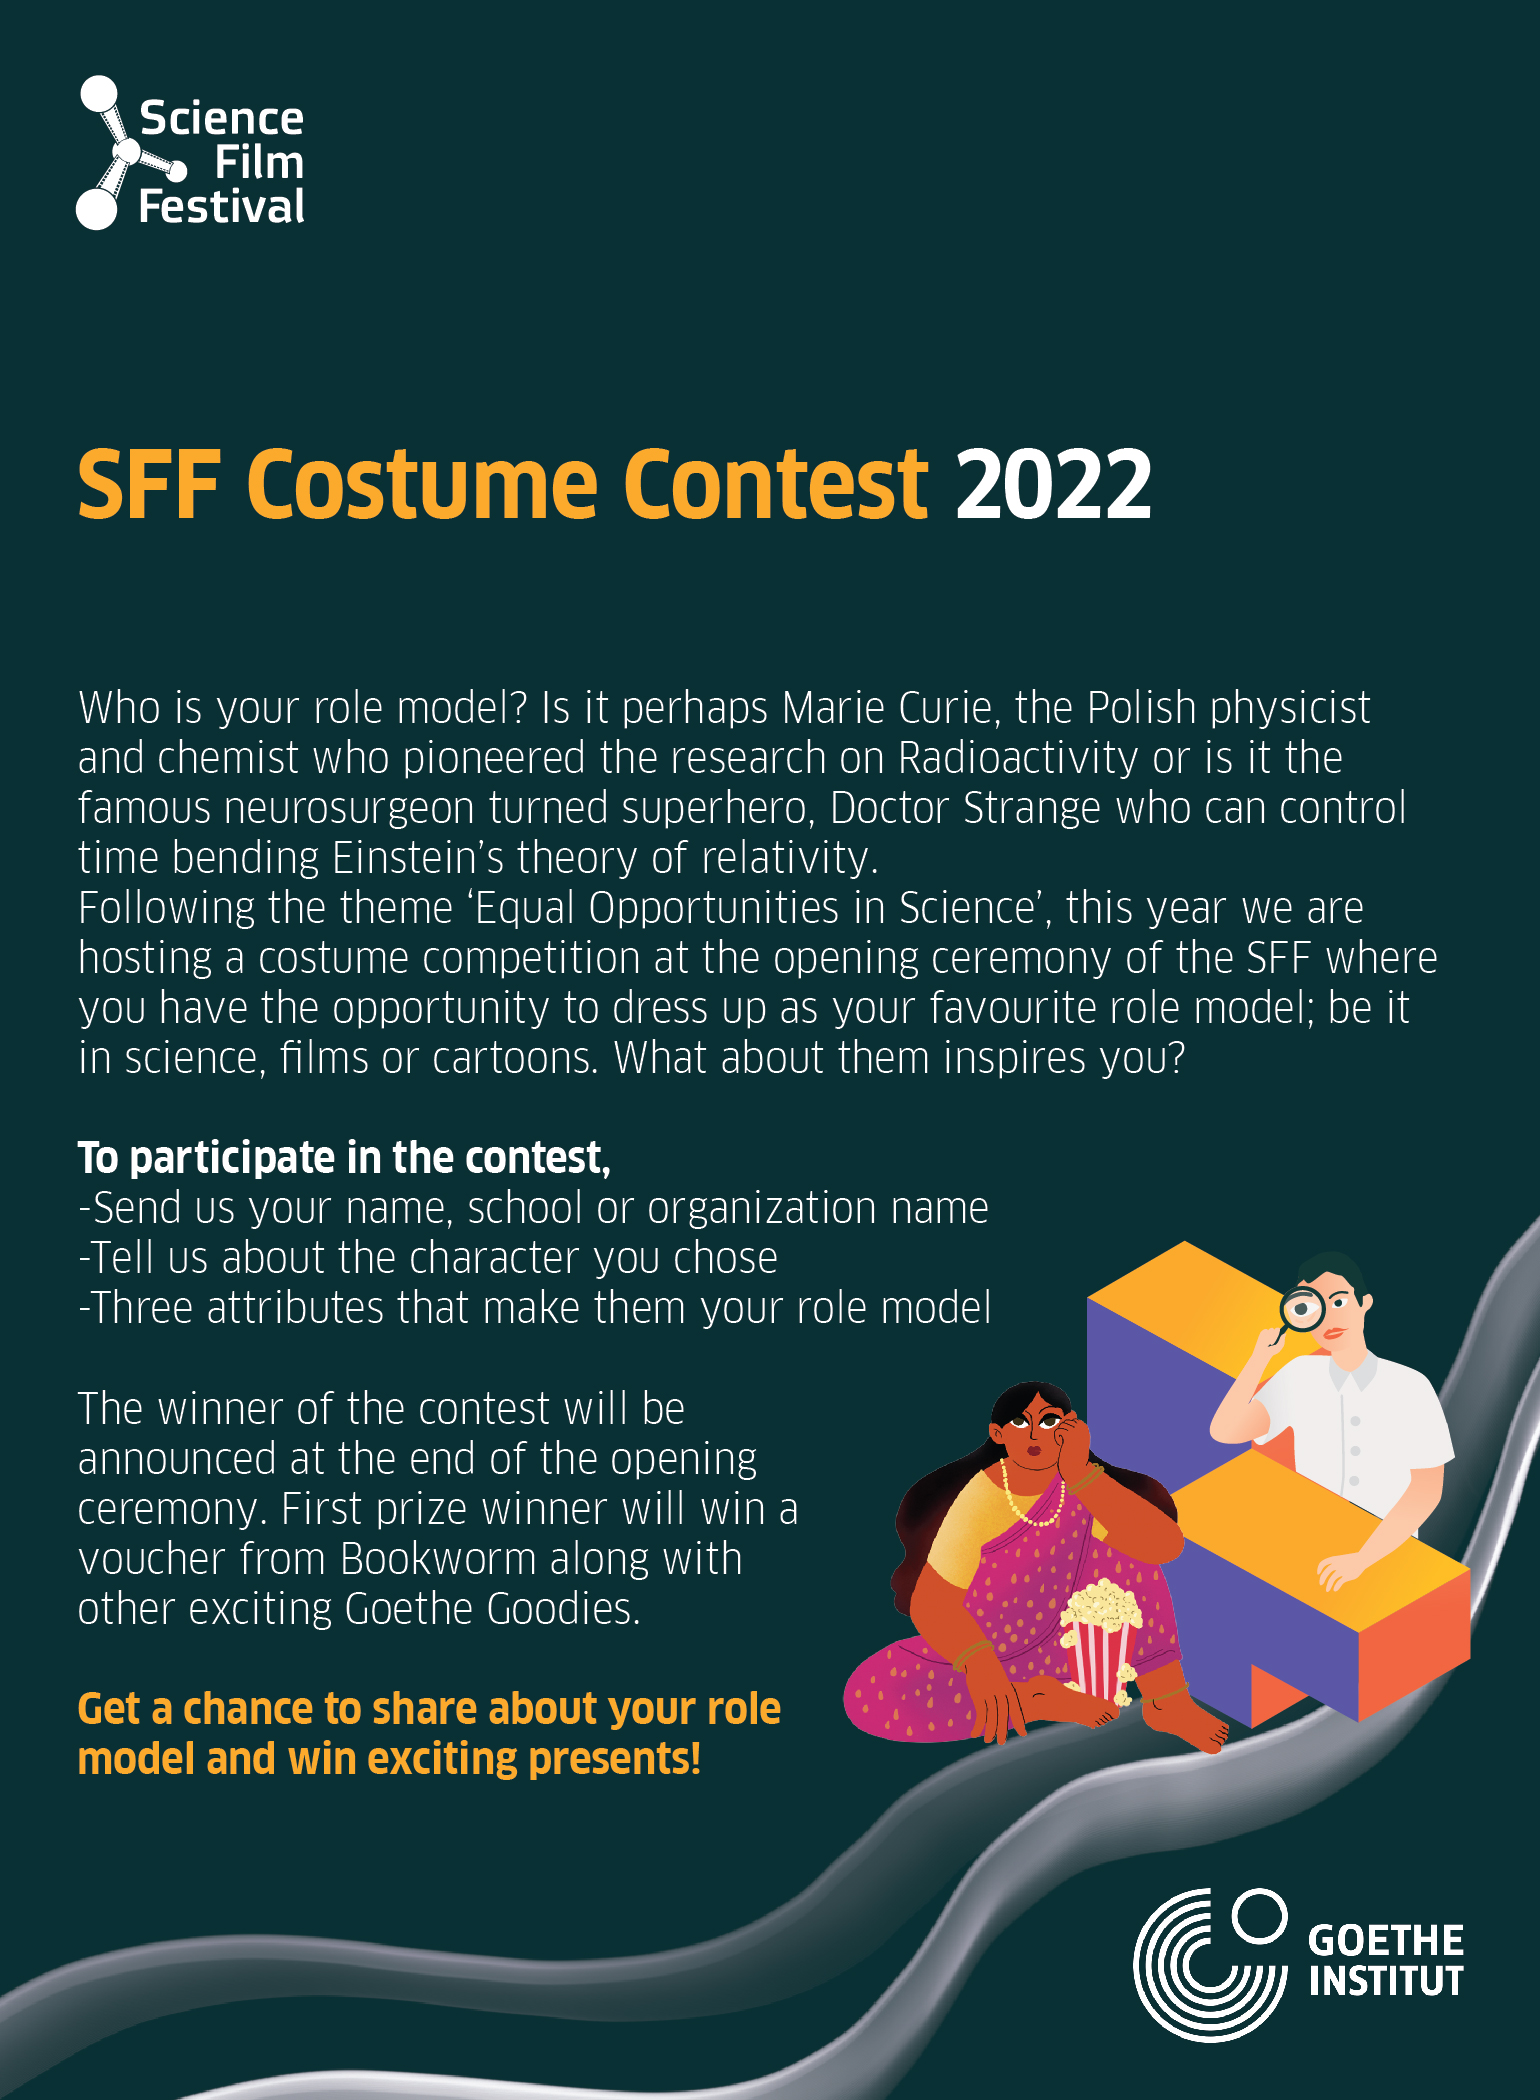 Science
Film
Festival
SFF Costume Contest 2022
Who is your role model? Is it perhaps Marie Curie, the Polish physicist
and chemist who pioneered the research on Radioactivity or is it the
famous neurosurgeon turned superhero, Doctor Strange who can control
time bending Einstein’s theory of relativity.
Following the theme ‘Equal Opportunities in Science’, this year we are
hosting a costume competition at the opening ceremony of the SFF where
you have the opportunity to dress up as your favourite role model; be it
in science, films or cartoons. What about them inspires you?
To participate in the contest,
-Send us your name, school or organization name
-Tell us about the character you chose
-Three attributes that make them your role model
The winner of the contest will be
announced at the end of the opening
ceremony. First prize winner will win a
voucher from Bookworm along with
other exciting Goethe Goodies.
Get a chance to share about your role
model and win exciting presents!
GOETHE
INSTITUT